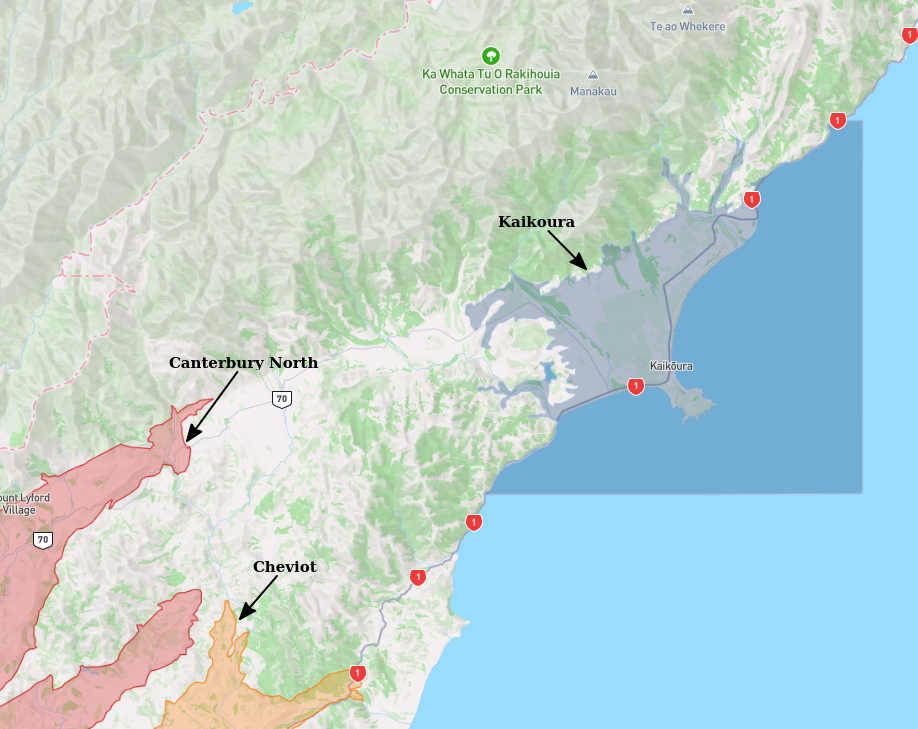 Te ao Whekere
1
Ka Whata Tu O Rakihouia
Conservation Park
Manakau
1
1
Kaikoura
Canterbury North
Kaikōura
1
70
ount Lyford
Village
1
70
Cheviot
1
1